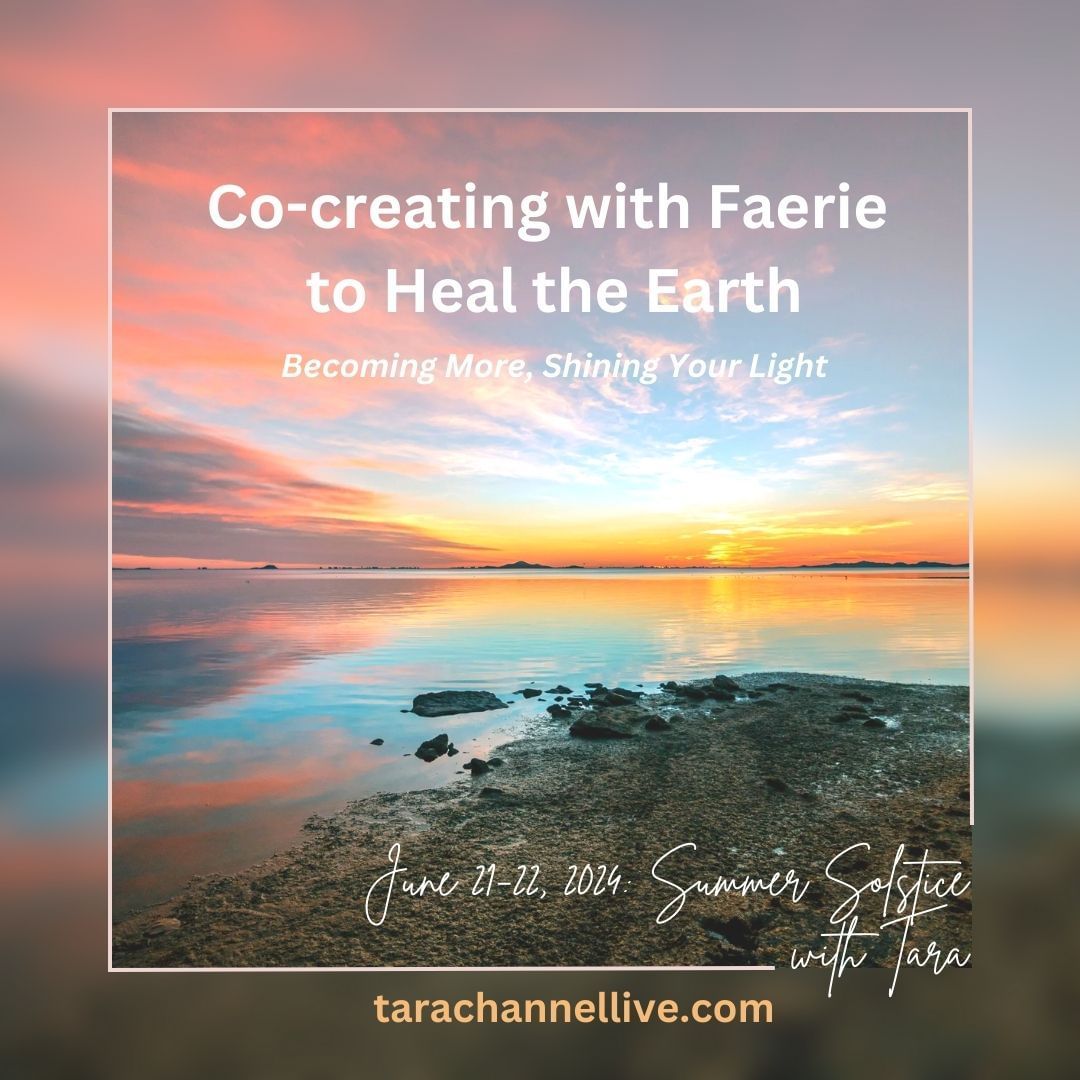 Co-creating with Faerie
to Heal the Earth
Becoming More, Shining Your Light
June 21-22, 2024: Summer Solstice
with Tara
tarachannellive.com